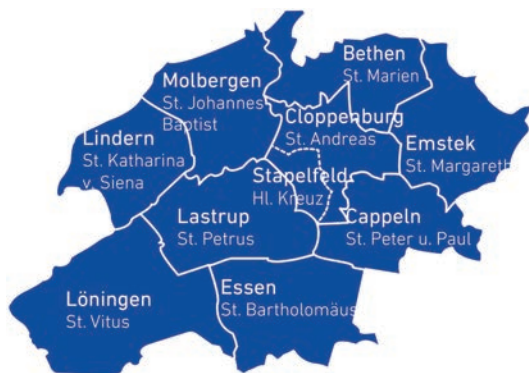 Bethen
St. Marien
Molbergen
St. Johannes
Baptist
Cloppenburg
St. Andreas
Lindern
St. Katharina
v. Siena
Emstek
St. Margareth
Stapelfeld
Hl. Kreuz
Lastrup
St. Petrus
Cappeln
St. Peter u. Paul
Essen
St. Bartholomäus
Löningen
St. Vitus